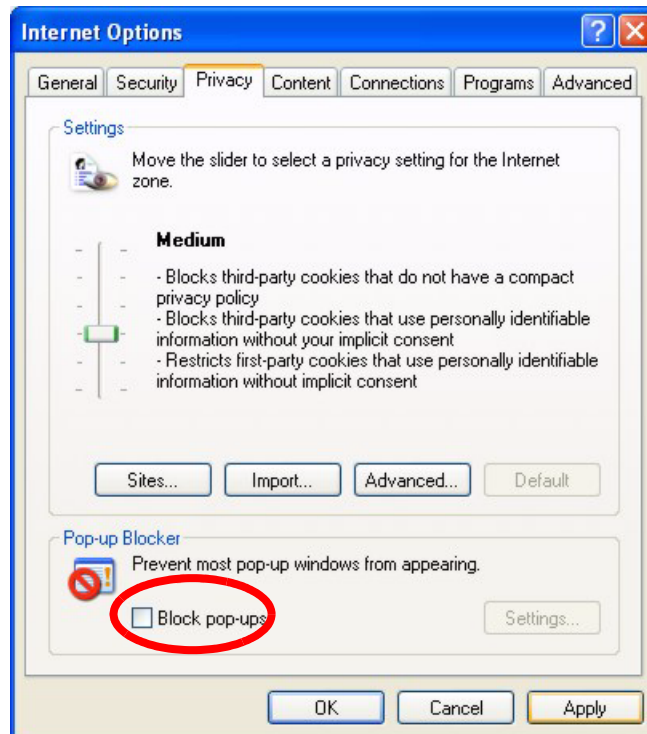 Internet Options
General Security Privacy Content Connections Programs Advanced
Settings
Move the slider to select a privacy setting for the Internet
zone.
Medium
- Blocks third-party cookies that do not have a compact
privacy policy
- Blocks third-party cookies that use personally identifiable
information without your implicit consent
- Restricts first-party cookies that use personally identifiable
information without implicit consent
Sites... Import... Advanced... Default
Pop-up Blocker
Prevent most pop-up windows from appearing.
Block pop-ups Settings...
OK Cancel Apply